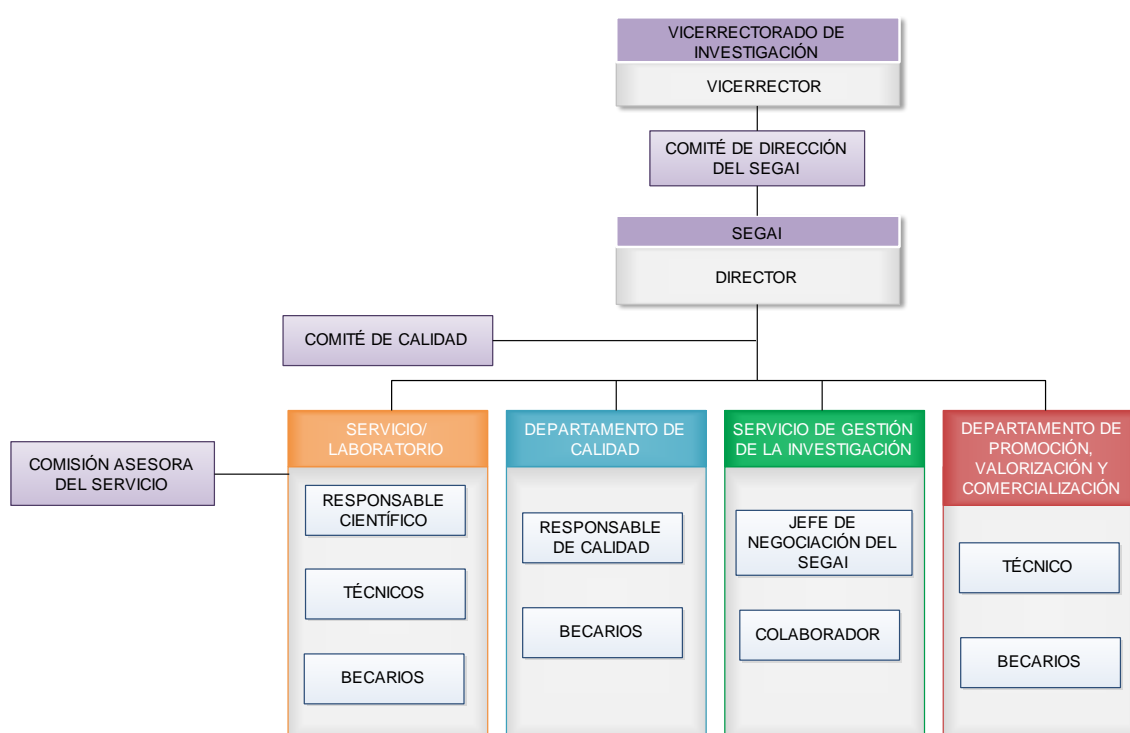 VICERRECTORADO DE
INVESTIGACIÓN
VICERRECTOR
COMITÉ DE DIRECCIÓN
DEL SEGAI
SEGAI
DIRECTOR
COMITÉ DE CALIDAD
COMISIÓN ASESORA
DEL SERVICIO
SERVICIO/
LABORATORIO
RESPONSABLE
CIENTÍFICO
TÉCNICOS
BECARIOS
DEPARTAMENTO DE
CALIDAD
RESPONSABLE
DE CALIDAD
BECARIOS
SERVICIO DE GESTIÓN
DE LA INVESTIGACIÓN
JEFE DE
NEGOCIACIÓN DEL
SEGAI
COLABORADOR
DEPARTAMENTO DE
PROMOCIÓN,
VALORIZACIÓN Y
COMERCIALIZACIÓN
TÉCNICO
BECARIOS